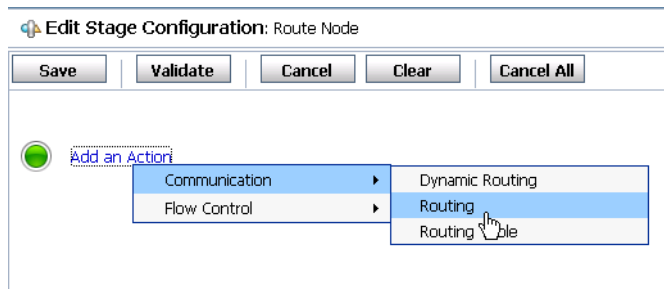 Edit Stage Configuration: Route Node
Save Validate Cancel Clear Cancel All
Add an Action
Communication Dynamic Routing
Flow Control Routing
Routing